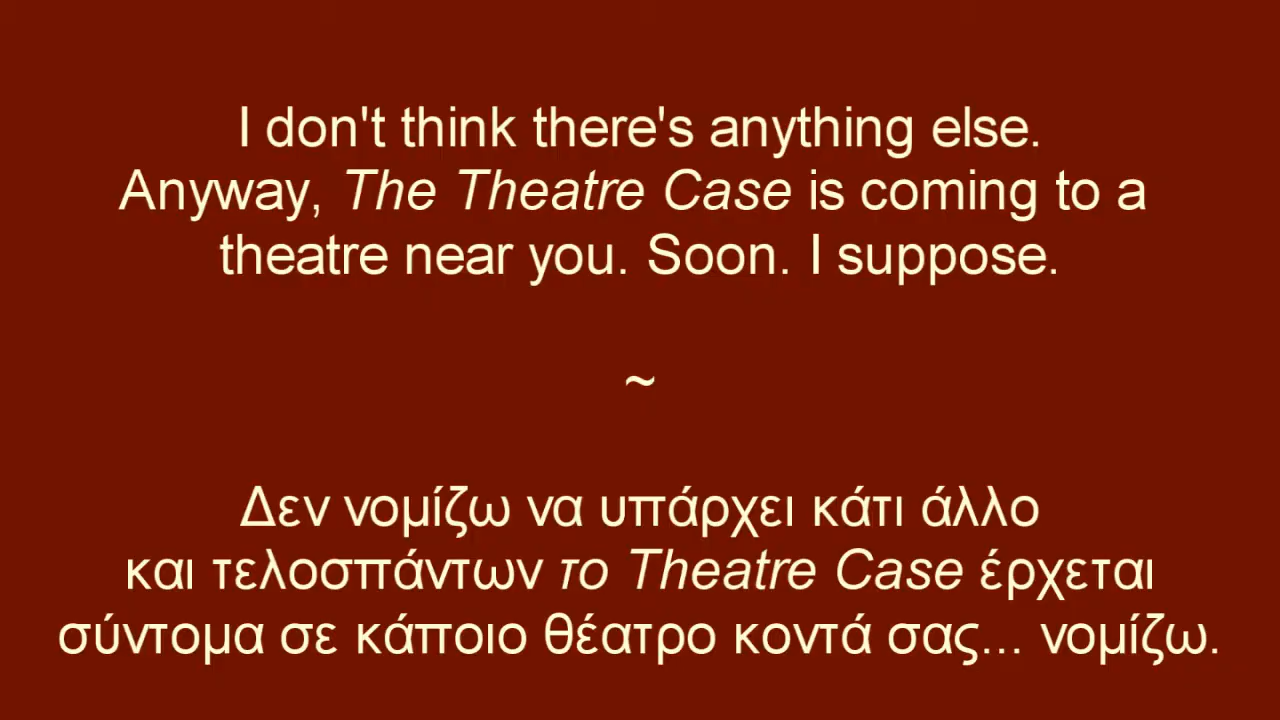 I don't think there's anything else.
Anyway, The Theatre Case is coming to a
theatre near you. Soon. I suppose.
~
Δεν νομίζω να υπάρχει κάτι άλλο
και τελοσπάντων το Theatre Case έρχεται
σύντομα σε κάποιο θέατρο κοντά σας... νομίζω.